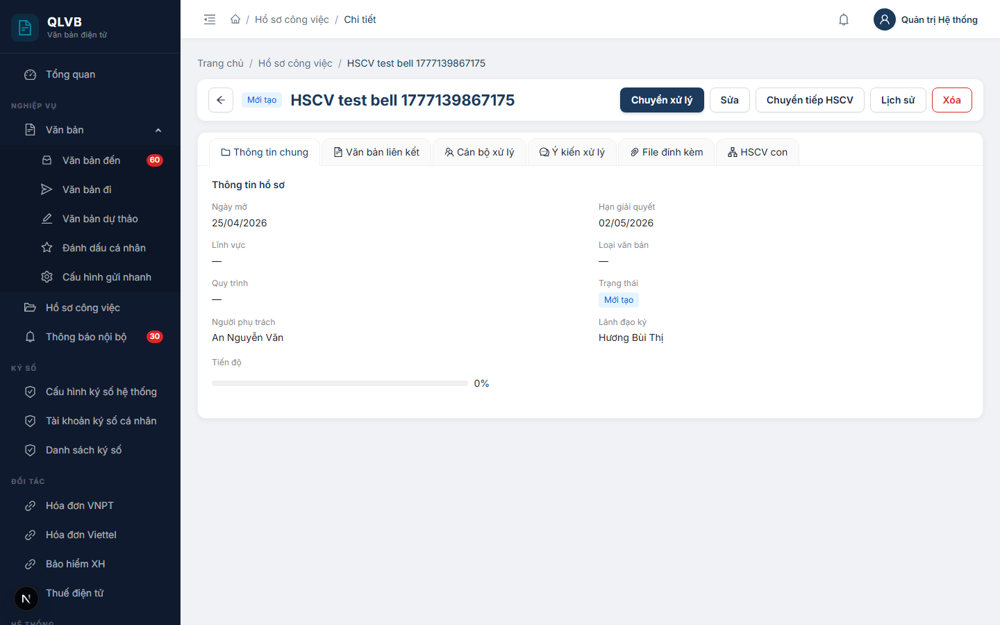 QLVB
Văn bản điện tử
Tổng quan
NGHIỆP VỤ
Văn bản
Văn bản đến 60
Văn bản đi
Văn bản dự thảo
Đánh dấu cá nhân
Cấu hình gửi nhanh
Hồ sơ công việc
Thông báo nội bộ 30
KÝ SỐ
Cấu hình ký số hệ thống
Tài khoản ký số cá nhân
Danh sách ký số
ĐỐI TÁC
Hóa đơn VNPT
Hóa đơn Viettel
Bảo hiểm XH
N
Thuế điện tử
HỆ THỐNG
/ Hồ sơ công việc / Chi tiết
Quản trị Hệ thống
Trang chủ / Hồ sơ công việc / HSCV test bell 1777139867175
Mới tạo HSCV test bell 1777139867175
Chuyển xử lý Sửa Chuyển tiếp HSCV Lịch sử Xóa
Thông tin chung Văn bản liên kết Cán bộ xử lý Ý kiến xử lý File đính kèm HSCV con
Thông tin hồ sơ
Ngày mở Hạn giải quyết
25/04/2026 02/05/2026
Lĩnh vực Loại văn bản
— —
Quy trình Trạng thái
— Mới tạo
Người phụ trách Lãnh đạo ký
An Nguyễn Văn Hương Bùi Thị
Tiến độ
0%